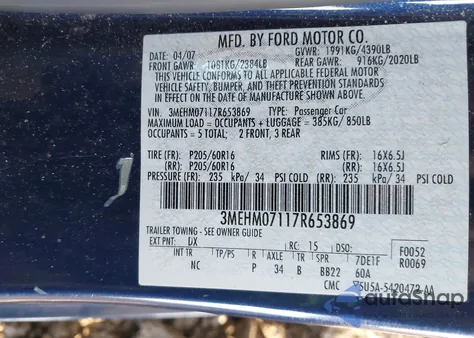 MFD. BY FORD MOTOR CO.
DATE: 04/07 GVWR: 1991KG/4390LB
FRONT GAWR: 1081KG/2384LB REAR GAWR: 916KG/2020LB
THIS VEHICLE CONFORMS TO ALL APPLICABLE FEDERAL MOTOR
VEHICLE SAFETY, BUMPER, AND THEFT PREVENTION STANDARDS
IN EFFECT ON THE DATE OF MANUFACTURE SHOWN ABOVE.
VIN: 3MEHM07117R653869 TYPE: Passenger Car
MAXIMUM LOAD = OCCUPANTS + LUGGAGE = 385KG/850LB
OCCUPANTS = 5 TOTAL: 2 FRONT, 3 REAR
TIRE (FR): P205/60R16 RIMS (FR): 16X6.5J
(RR): P205/60R16 (RR): 16X6.5J
PRESSURE (FR): 235 kPa/ 34 PSI COLD (RR): 235 kPa/ 34 PSI COLD
3MEHM07117R653869
TRAILER TOWING - SEE OWNER GUIDE
EXT PNT: DX RC: 15 DSO: F0052
INT TR TP/PS R AXLE TR SPR 7DE1F R0069
NC P 34 B BB22 60A
CMC 5U5A-5420472-AA
AutoShap